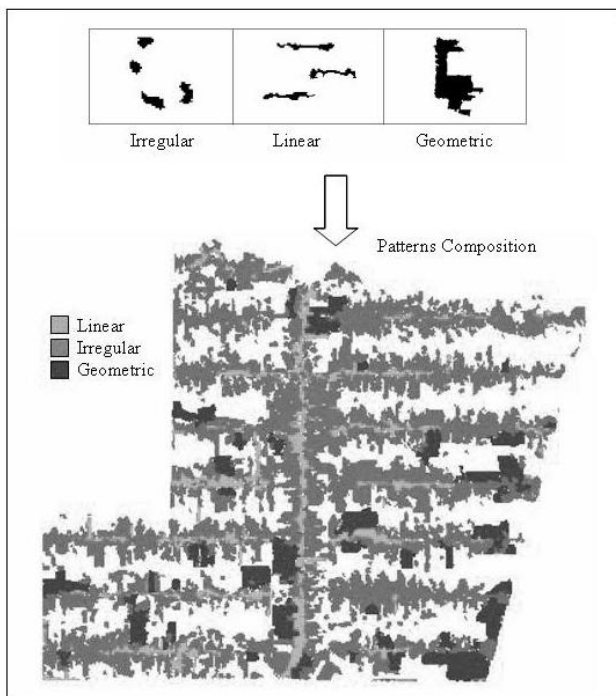 Irregular Linear Geometric
Patterns Composition
Linear
Irregular
Geometric